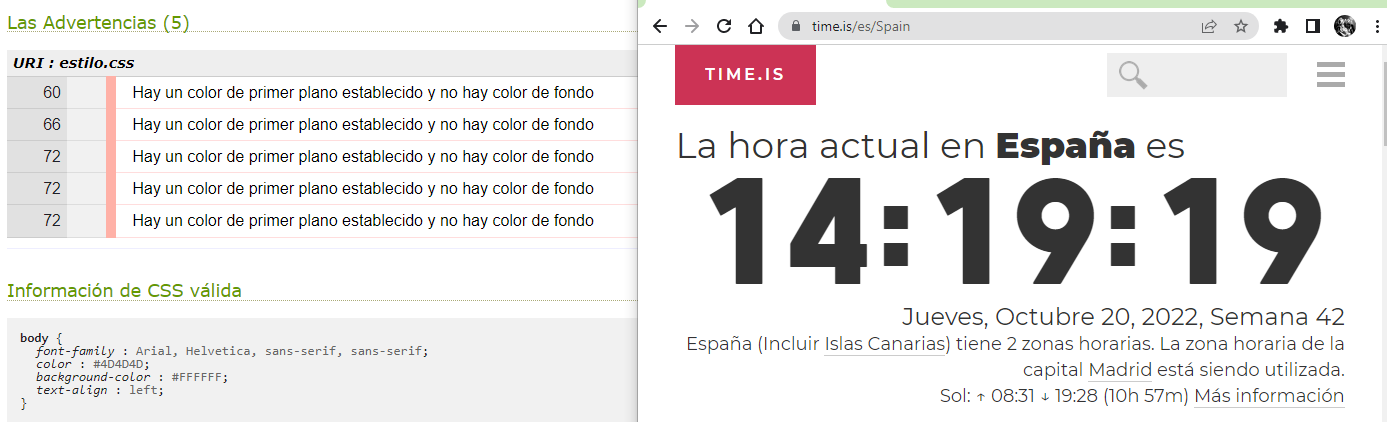 Las Advertencias (5)
URI : estilo.css
60 Hay un color de primer plano establecido y no hay color de fondo
66 Hay un color de primer plano establecido y no hay color de fondo
72 Hay un color de primer plano establecido y no hay color de fondo
72 Hay un color de primer plano establecido y no hay color de fondo
72 Hay un color de primer plano establecido y no hay color de fondo
Información de CSS válida
body {
font-family : Arial, Helvetica, sans-serif, sans-serif;
color : #4D4D4D;
background-color : #FFFFFF;
text-align : left;
}
time.is/es/Spain
TIME.IS
La hora actual en España es
14:19:19
Jueves, Octubre 20, 2022, Semana 42
España (Incluir Islas Canarias) tiene 2 zonas horarias. La zona horaria de la
capital Madrid está siendo utilizada.
Sol: ↑ 08:31 ↓ 19:28 (10h 57m) Más información